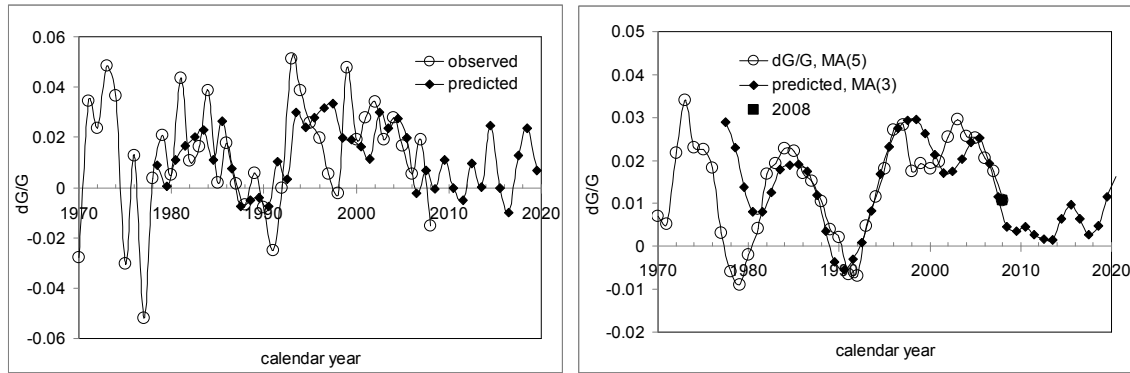 0.06
0.04
0.02
0
-0.02
-0.04
-0.06
dG/G
1970 1980 1990 2000 2010 2020
calendar year
observed
predicted
0.05
0.04
0.03
0.02
0.01
0
-0.01
-0.02
dG/G
1970 1980 1990 2000 2010 2020
calendar year
dG/G, MA(5)
predicted, MA(3)
2008